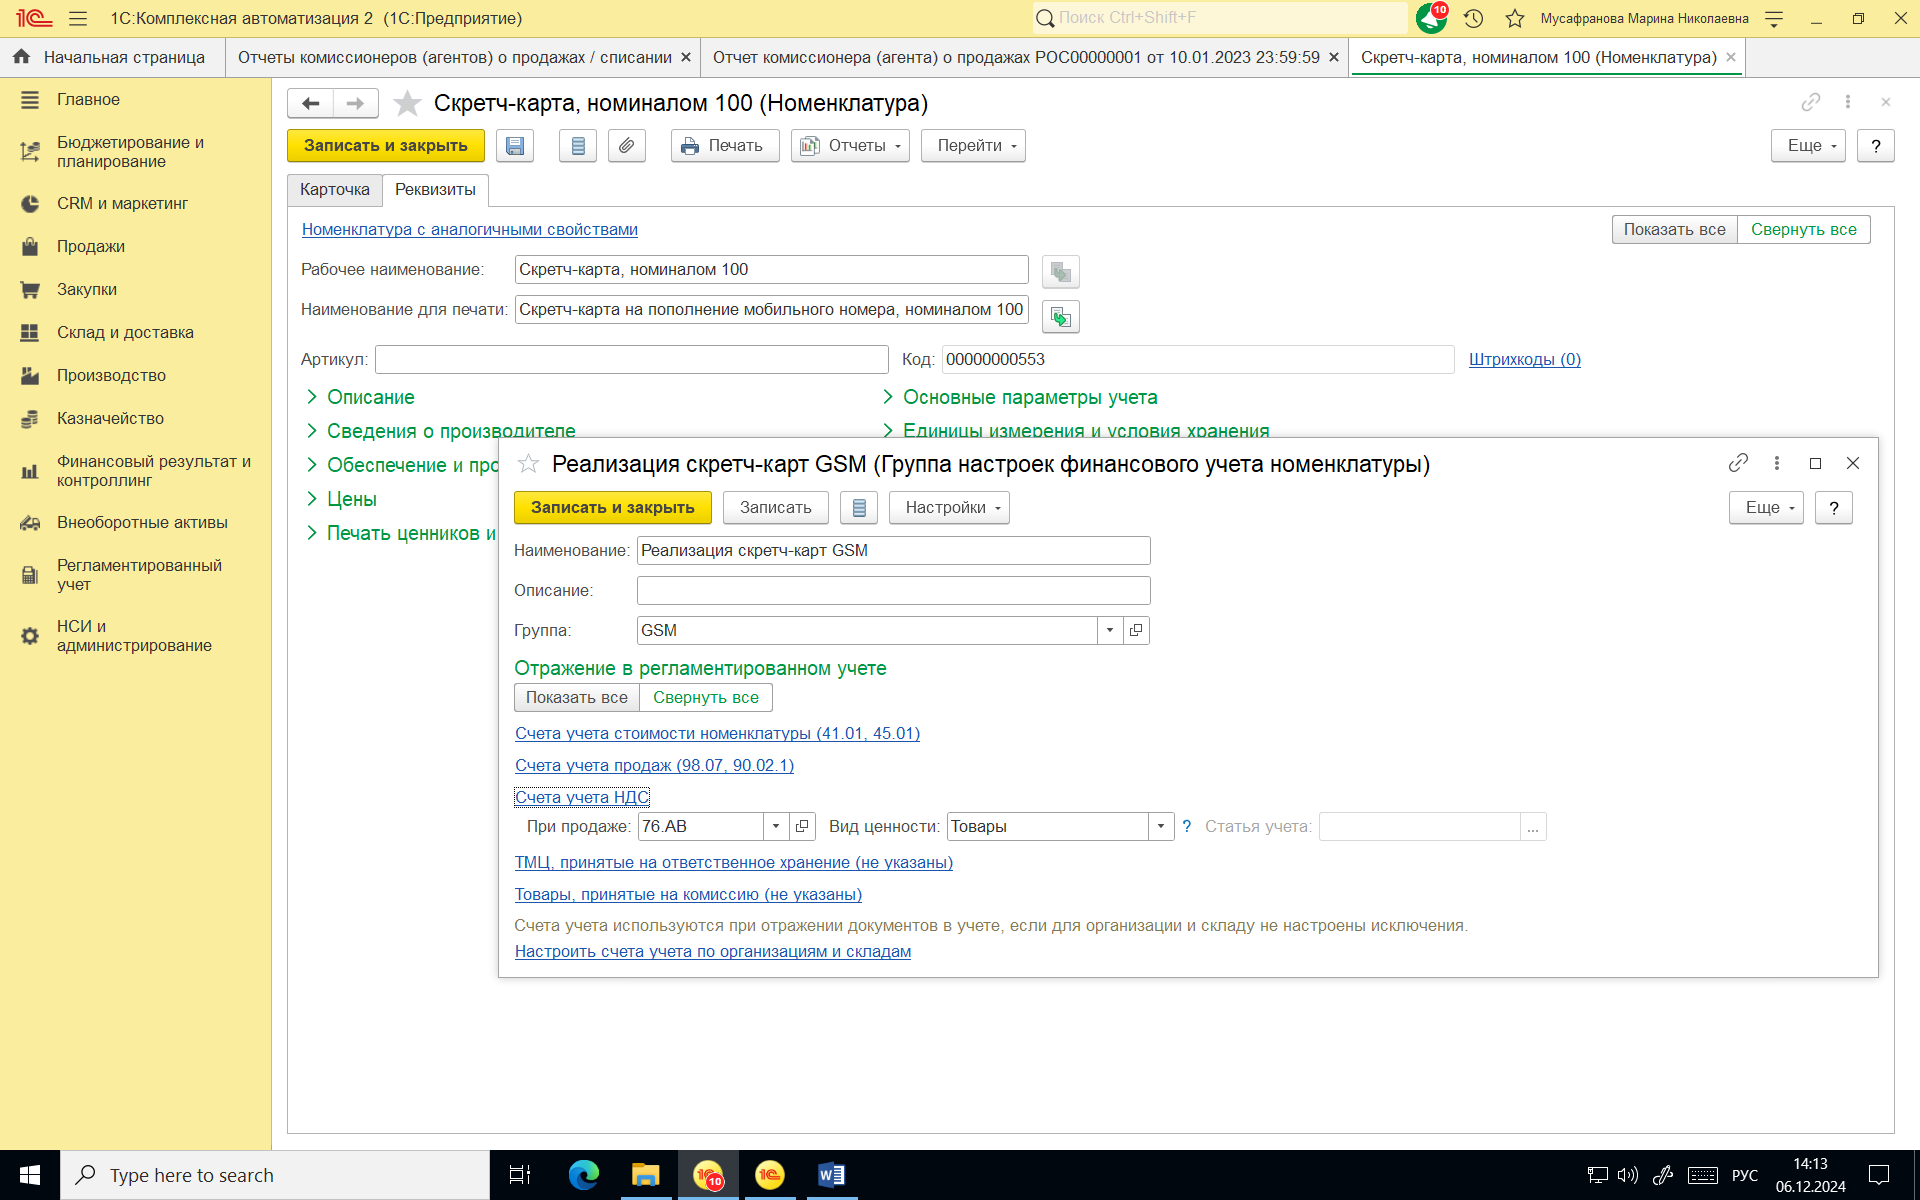 1С:Комплексная автоматизация 2 (1С:Предприятие)
Поиск Ctrl+Shift+F
10
Мусафранова Марина Николаевна
Начальная страница
Отчеты комиссионеров (агентов) о продажах / списании
Отчет комиссионера (агента) о продажах РОС00000001 от 10.01.2023 23:59:59
Скретч-карта, номиналом 100 (Номенклатура)
Главное
Бюджетирование и
планирование
CRM и маркетинг
Продажи
Закупки
Склад и доставка
Производство
Казначейство
Финансовый результат и
контроллинг
Внеоборотные активы
Регламентированный
учет
НСИ и
администрирование
Скретч-карта, номиналом 100 (Номенклатура)
Записать и закрыть
Печать
Отчеты
Перейти
Еще
?
Карточка
Реквизиты
Номенклатура с аналогичными свойствами
Показать все
Свернуть все
Рабочее наименование: Скретч-карта, номиналом 100
Наименование для печати: Скретч-карта на пополнение мобильного номера, номиналом 100
Артикул:
Код: 00000000553
Штрихкоды (0)
Описание
Основные параметры учета
Сведения о производителе
Единицы измерения и условия хранения
Обеспечение и про
Цены
Печать ценников и
Реализация скретч-карт GSM (Группа настроек финансового учета номенклатуры)
Записать и закрыть
Записать
Настройки
Еще
?
Наименование: Реализация скретч-карт GSM
Описание:
Группа: GSM
Отражение в регламентированном учете
Показать все
Свернуть все
Счета учета стоимости номенклатуры (41.01, 45.01)
Счета учета продаж (98.07, 90.02.1)
Счета учета НДС
При продаже: 76.АВ
Вид ценности: Товары
?
Статья учета:
...
ТМЦ, принятые на ответственное хранение (не указаны)
Товары, принятые на комиссию (не указаны)
Счета учета используются при отражении документов в учете, если для организации и складу не настроены исключения.
Настроить счета учета по организациям и складам
Type here to search
10
РУС
14:13
06.12.2024